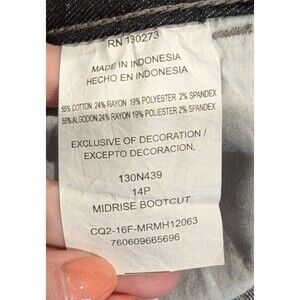 RN 130273
MADE IN INDONESIA
HECHO EN INDONESIA
55% COTTON 24% RAYON 19% POLYESTER 2% SPANDEX
55% ALGODON 24% RAYON 19% POLYESTER 2% SPANDEX
EXCLUSIVE OF DECORATION /
EXCEPTO DECORACION,
130N439
14P
MIDRISE BOOTCUT
CQ2-16F-MRMH12063
760609665696